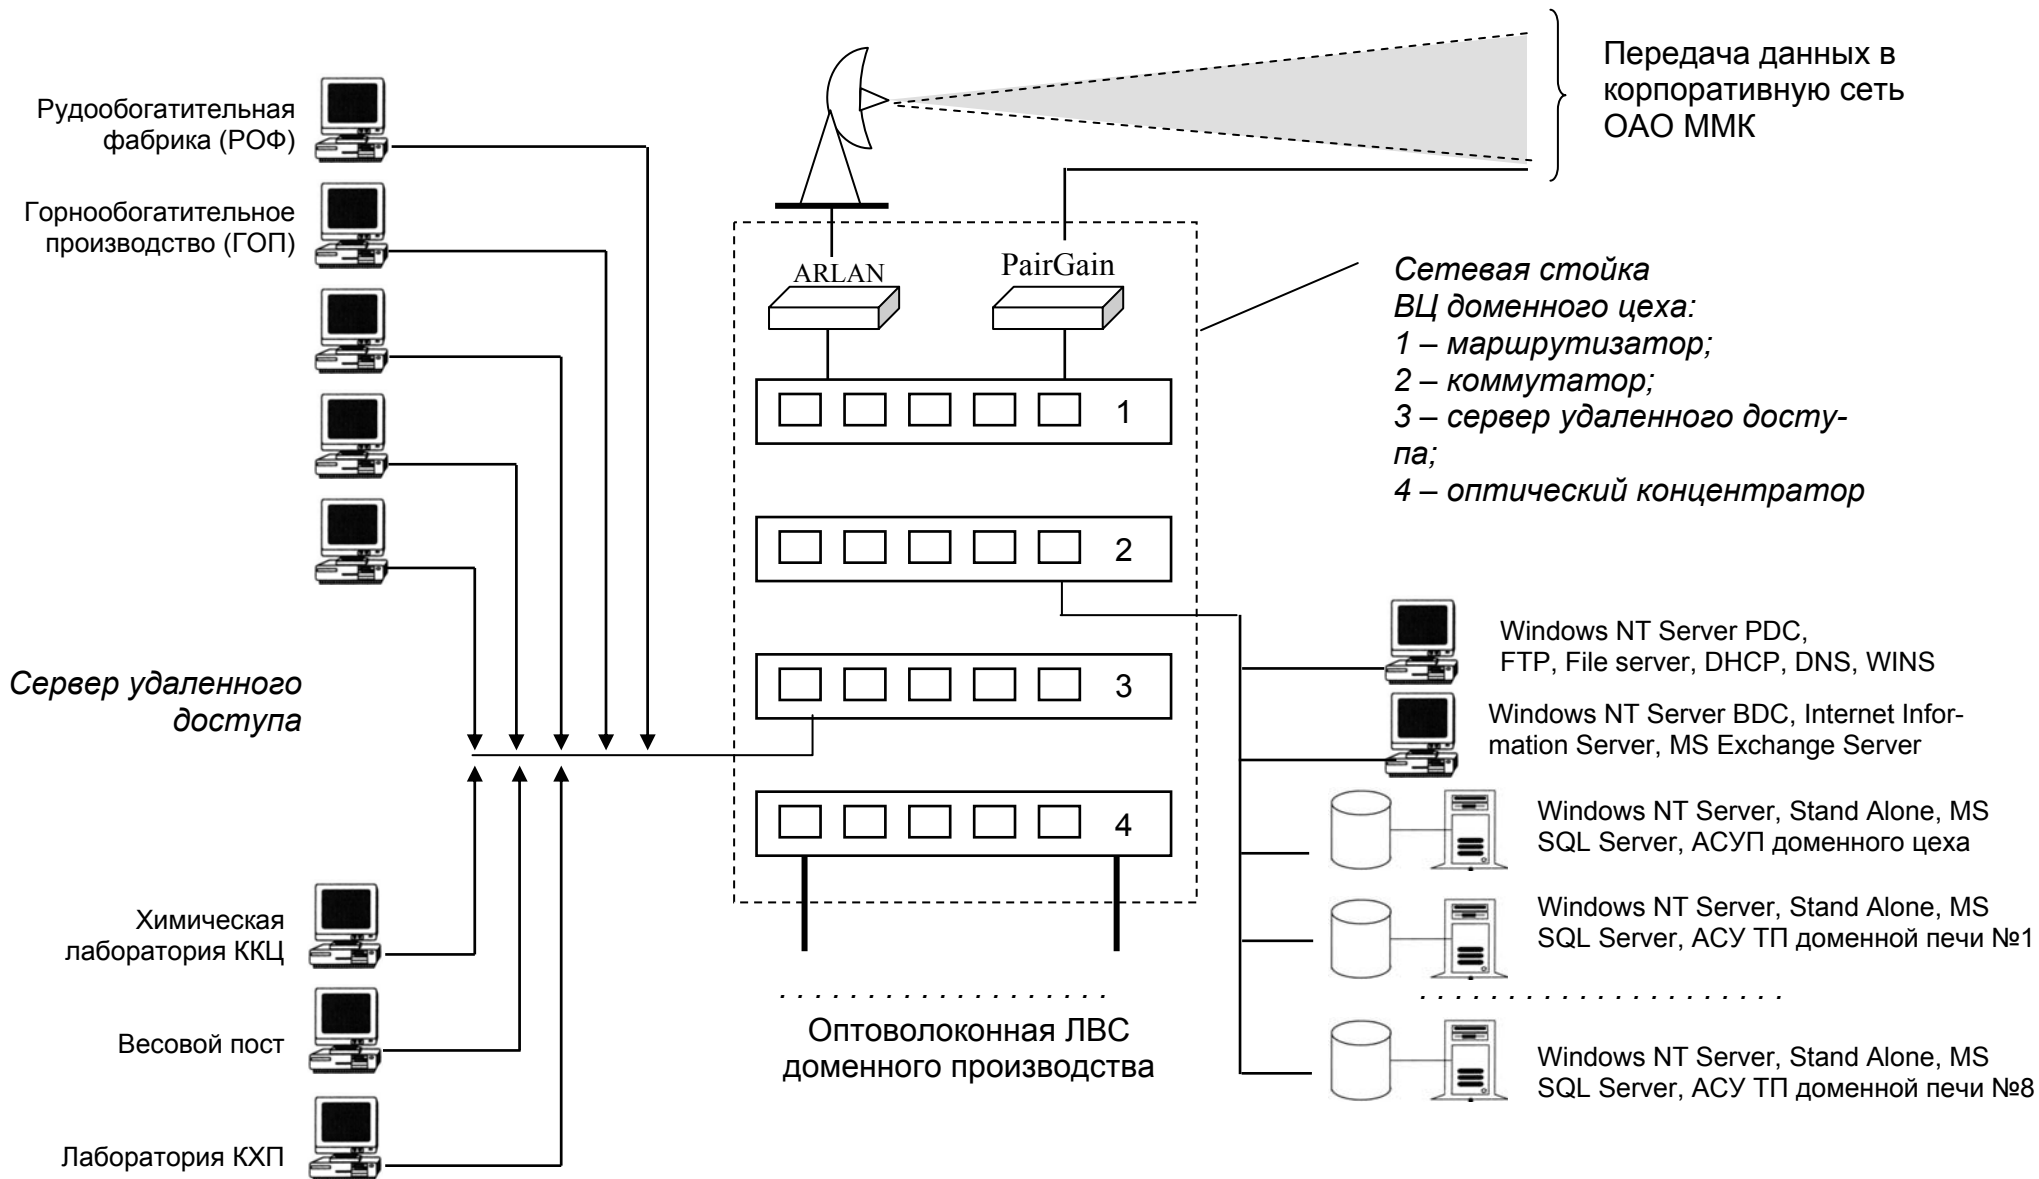 Передача данных в
корпоративную сеть
ОАО ММК
Рудообогатительная
фабрика (РОФ)
Горнообогатительное
производство (ГОП)
ARLAN
PairGain
Сетевая стойка
ВЦ доменного цеха:
1 – маршрутизатор;
2 – коммутатор;
3 – сервер удаленного досту-
па;
4 – оптический концентратор
1
2
3
4
Сервер удаленного
доступа
Windows NT Server PDC,
FTP, File server, DHCP, DNS, WINS
Windows NT Server BDC, Internet Infor-
mation Server, MS Exchange Server
Windows NT Server, Stand Alone, MS
SQL Server, АСУП доменного цеха
Windows NT Server, Stand Alone, MS
SQL Server, АСУ ТП доменной печи №1
. . . . . . . . . . . . . . . . . . . . . .
Windows NT Server, Stand Alone, MS
SQL Server, АСУ ТП доменной печи №8
Химическая
лаборатория ККЦ
Весовой пост
Лаборатория КХП
. . . . . . . . . . . . . . . . . . .
Оптоволоконная ЛВС
доменного производства